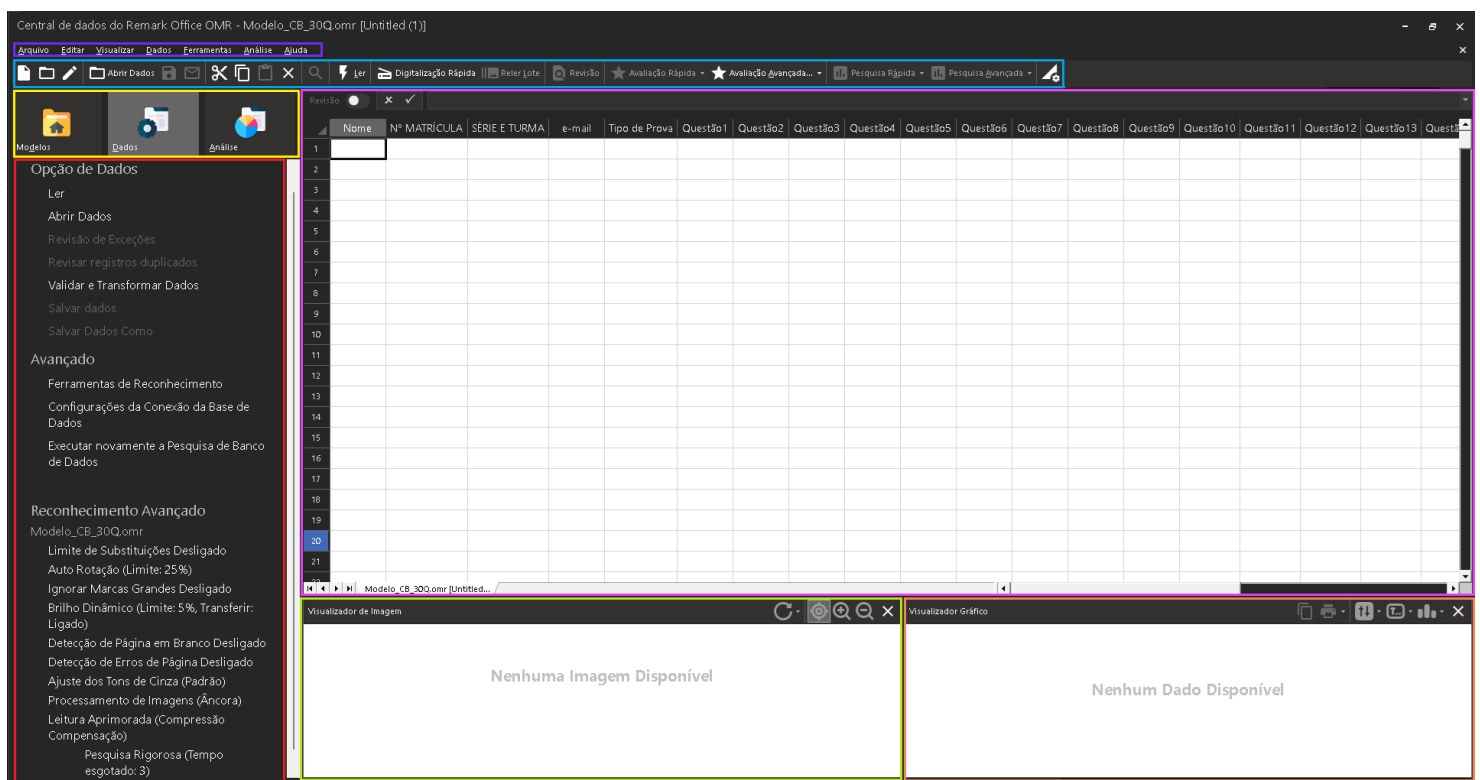 Central de dados do Remark Office OMR - Modelo_CB_30Q.omr [Untitled (1)]
Arquivo Editar Visualizar Dados Ferramentas Análise Ajuda
Abrir Dados Ler Digitalização Rápida Reler Lote Revisão Avaliação Rápida Avaliação Avançada... Pesquisa Rápida Pesquisa Avançada
Modelos Dados Análise
Opção de Dados
Ler
Abrir Dados
Revisão de Exceções
Revisar registros duplicados
Validar e Transformar Dados
Salvar dados
Salvar Dados Como
Avançado
Ferramentas de Reconhecimento
Configurações da Conexão da Base de
Dados
Executar novamente a Pesquisa de Banco
de Dados
Reconhecimento Avançado
Modelo_CB_30Q.omr
Limite de Substituições Desligado
Auto Rotação (Limite: 25%)
Ignorar Marcas Grandes Desligado
Brilho Dinâmico (Limite: 5%, Transferir:
Ligado)
Detecção de Página em Branco Desligado
Detecção de Erros de Página Desligado
Ajuste dos Tons de Cinza (Padrão)
Processamento de Imagens (Âncora)
Leitura Aprimorada (Compressão
Compensação)
Pesquisa Rigorosa (Tempo
esgotado: 3)
Revisão
Nome Nº MATRÍCULA SÉRIE E TURMA e-mail Tipo de Prova Questão1 Questão2 Questão3 Questão4 Questão5 Questão6 Questão7 Questão8 Questão9 Questão10 Questão11 Questão12 Questão13 Questã
1
2
3
4
5
6
7
8
9
10
11
12
13
14
15
16
17
18
19
20
21
22
Modelo_CB_30Q.omr [Untitled...
Visualizador de Imagem
Nenhuma Imagem Disponível
Visualizador Gráfico
Nenhum Dado Disponível